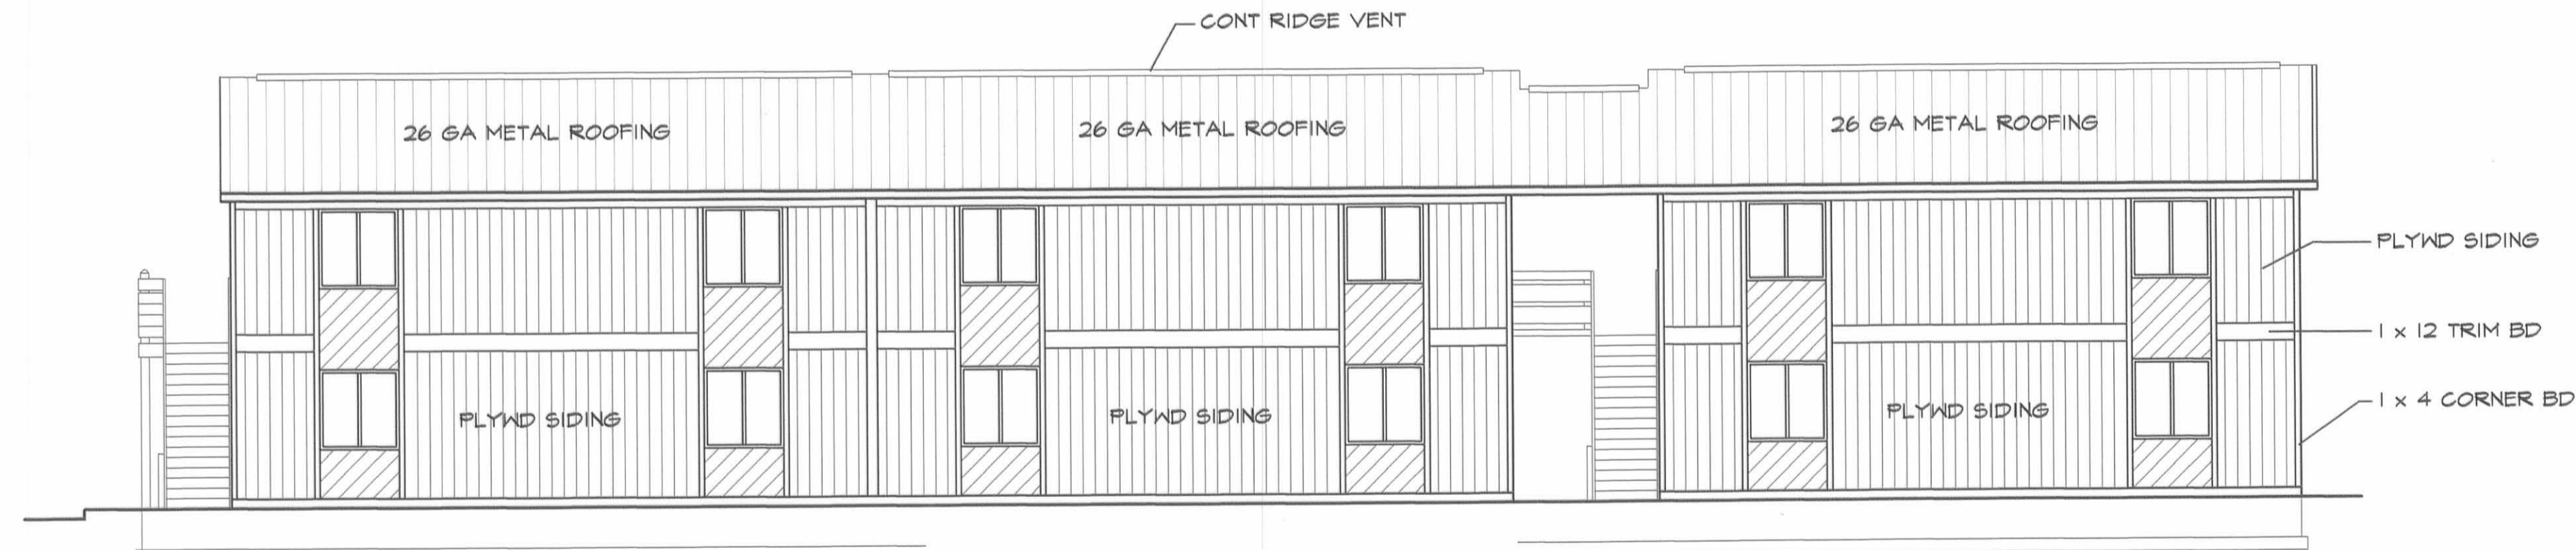 CONT RIDGE VENT
26 GA METAL ROOFING
26 GA METAL ROOFING
26 GA METAL ROOFING
PLYWD SIDING
1 x 12 TRIM BD
1 x 4 CORNER BD
PLYWD SIDING
PLYWD SIDING
PLYWD SIDING